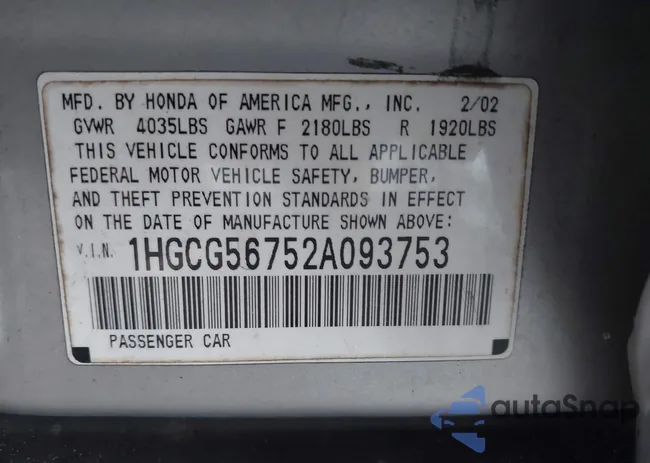 MFD. BY HONDA OF AMERICA MFG., INC. 2/02
GVWR 4035LBS GAWR F 2180LBS R 1920LBS
THIS VEHICLE CONFORMS TO ALL APPLICABLE
FEDERAL MOTOR VEHICLE SAFETY, BUMPER,
AND THEFT PREVENTION STANDARDS IN EFFECT
ON THE DATE OF MANUFACTURE SHOWN ABOVE:
V.I.N. 1HGCG56752A093753
PASSENGER CAR
autoSnap